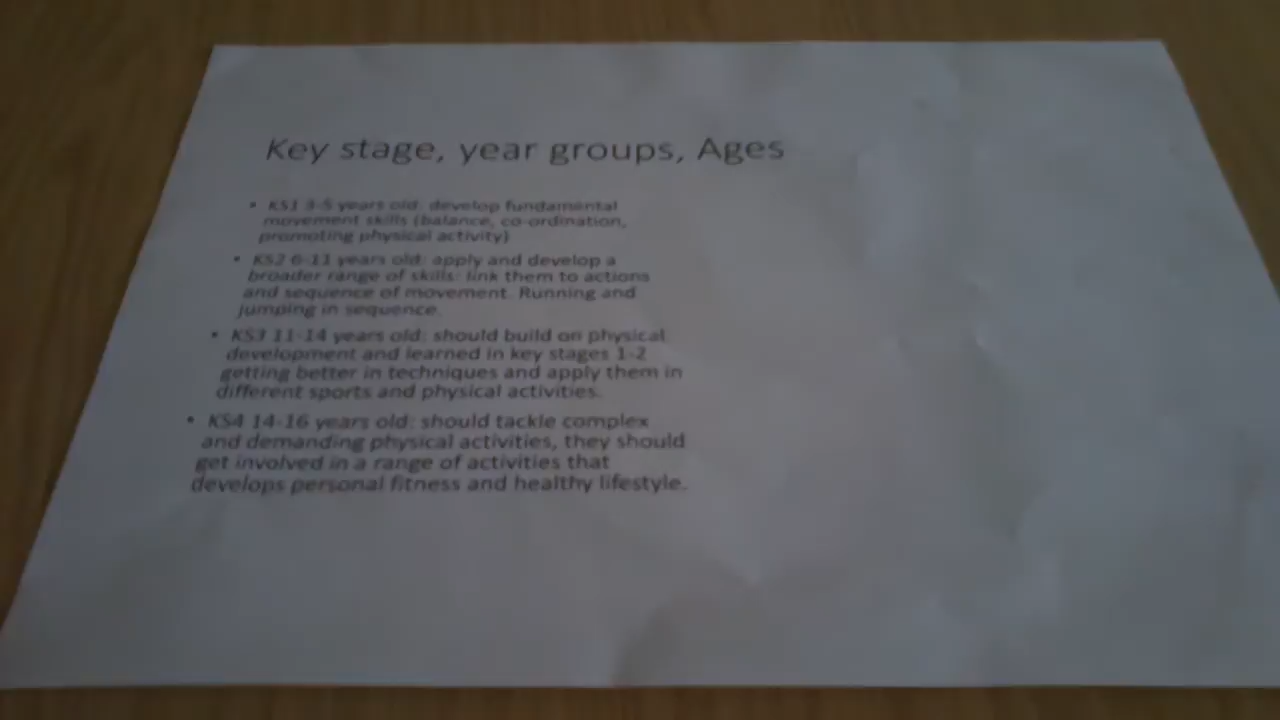 Key stage, year groups, Ages
• KS1 3-5 years old: develop fundamental
movement skills (balance, co-ordination,
promoting physical activity)
• KS2 6-11 years old: apply and develop a
broader range of skills: link them to actions
and sequence of movement. Running and
jumping in sequence.
• KS3 11-14 years old: should build on physical
development and learned in key stages 1-2
getting better in techniques and apply them in
different sports and physical activities.
• KS4 14-16 years old: should tackle complex
and demanding physical activities, they should
get involved in a range of activities that
develops personal fitness and healthy lifestyle.